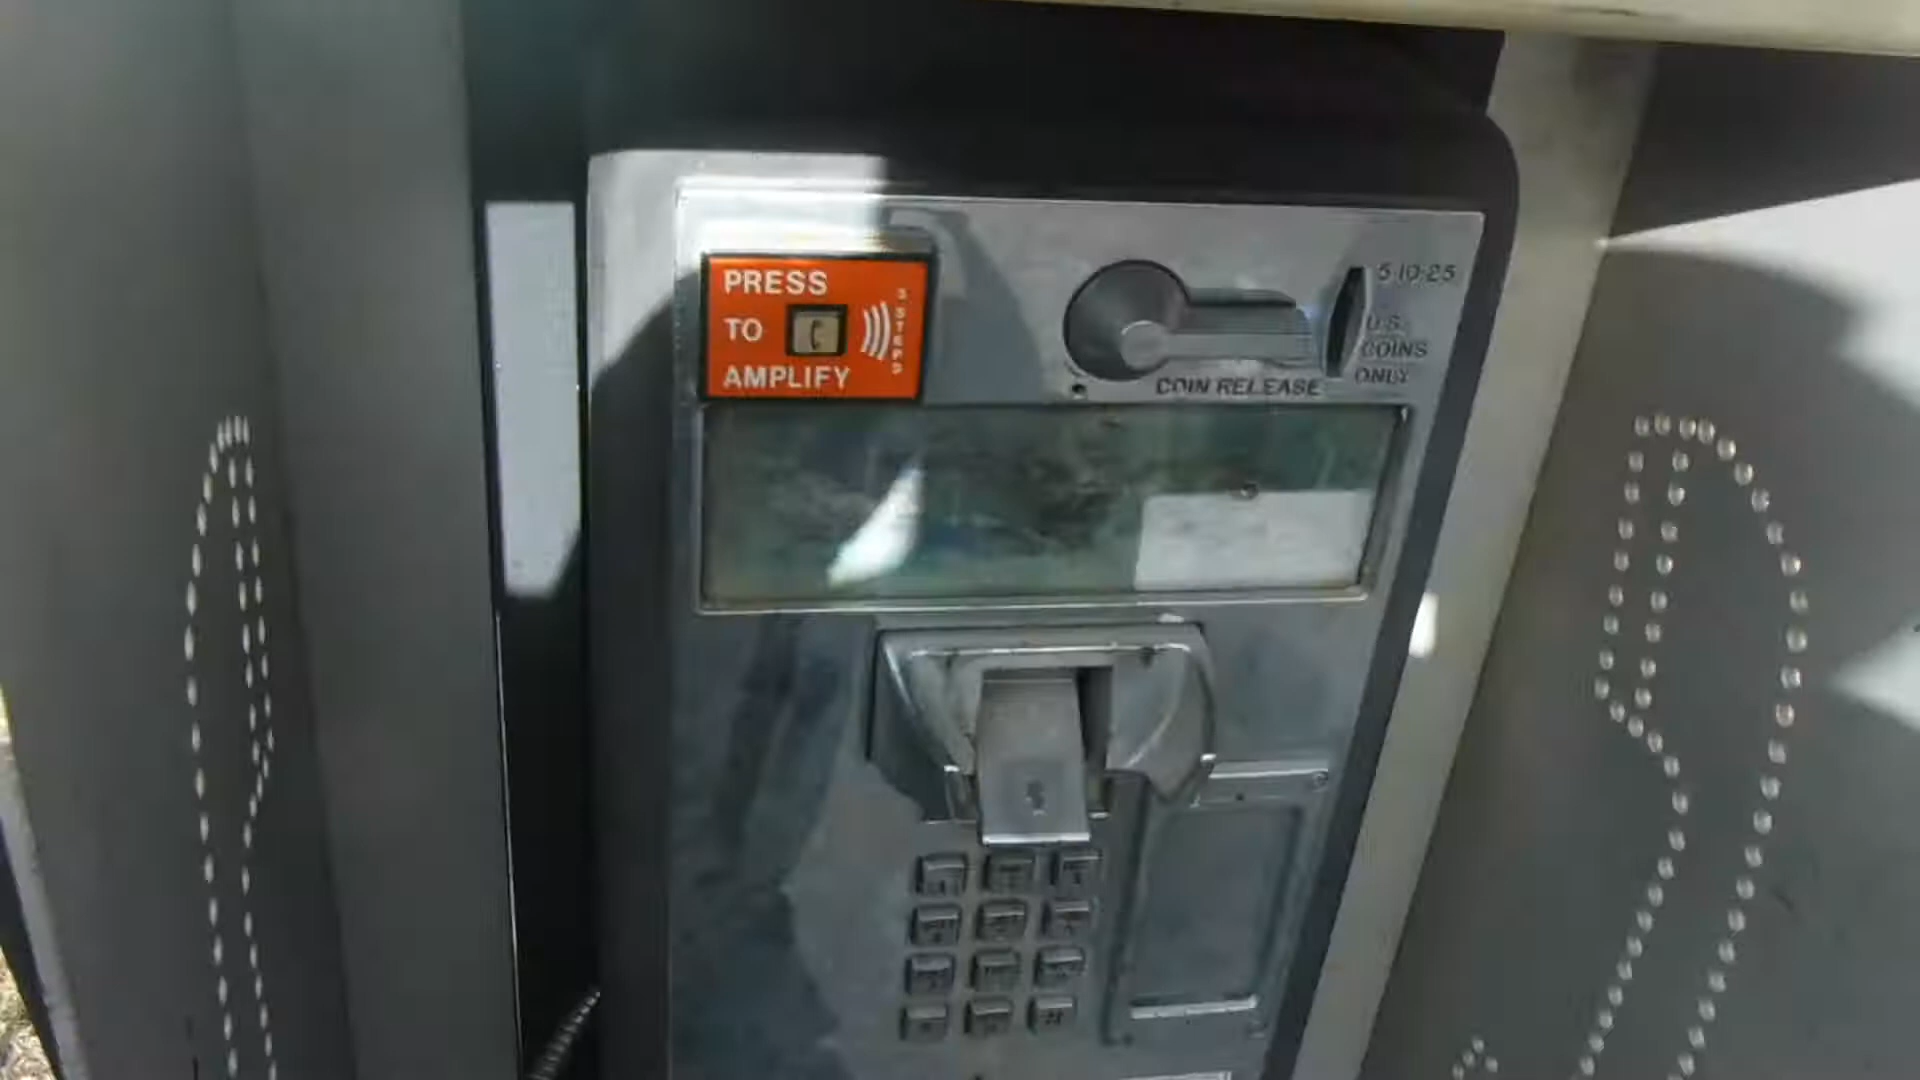 PRESS
TO
AMPLIFY
3 STEPS
5-10-25
U.S.
COINS
ONLY
COIN RELEASE